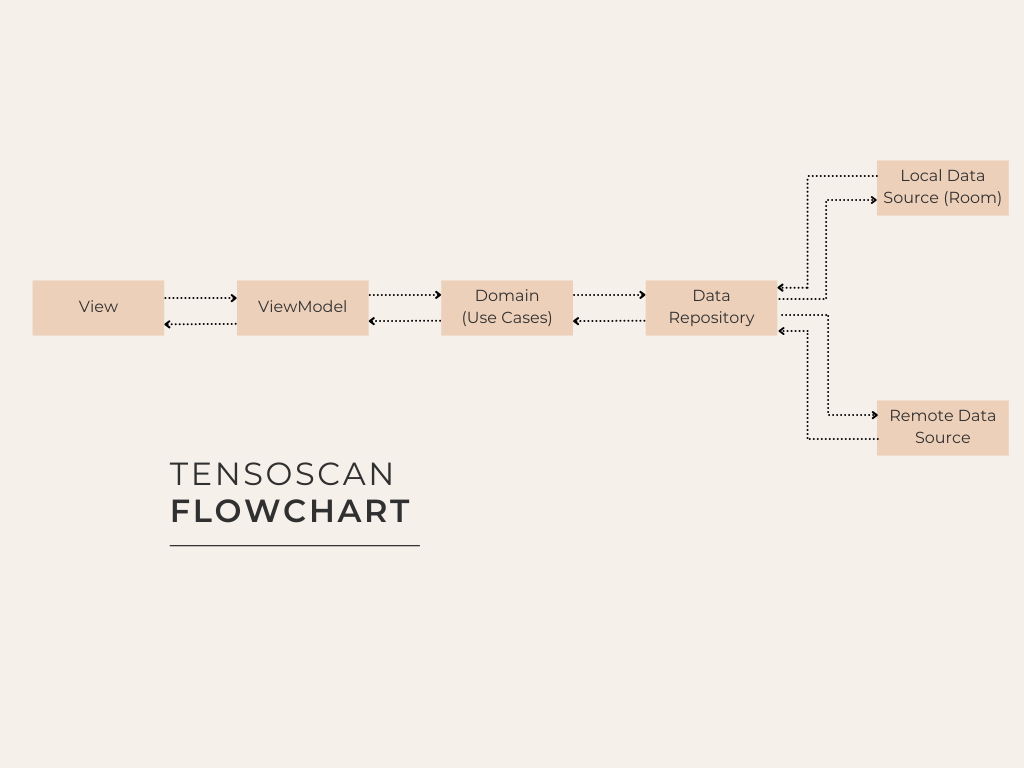 Local Data
Source (Room)
View
ViewModel
Domain
(Use Cases)
Data
Repository
Remote Data
Source
TENSOSCAN
FLOWCHART